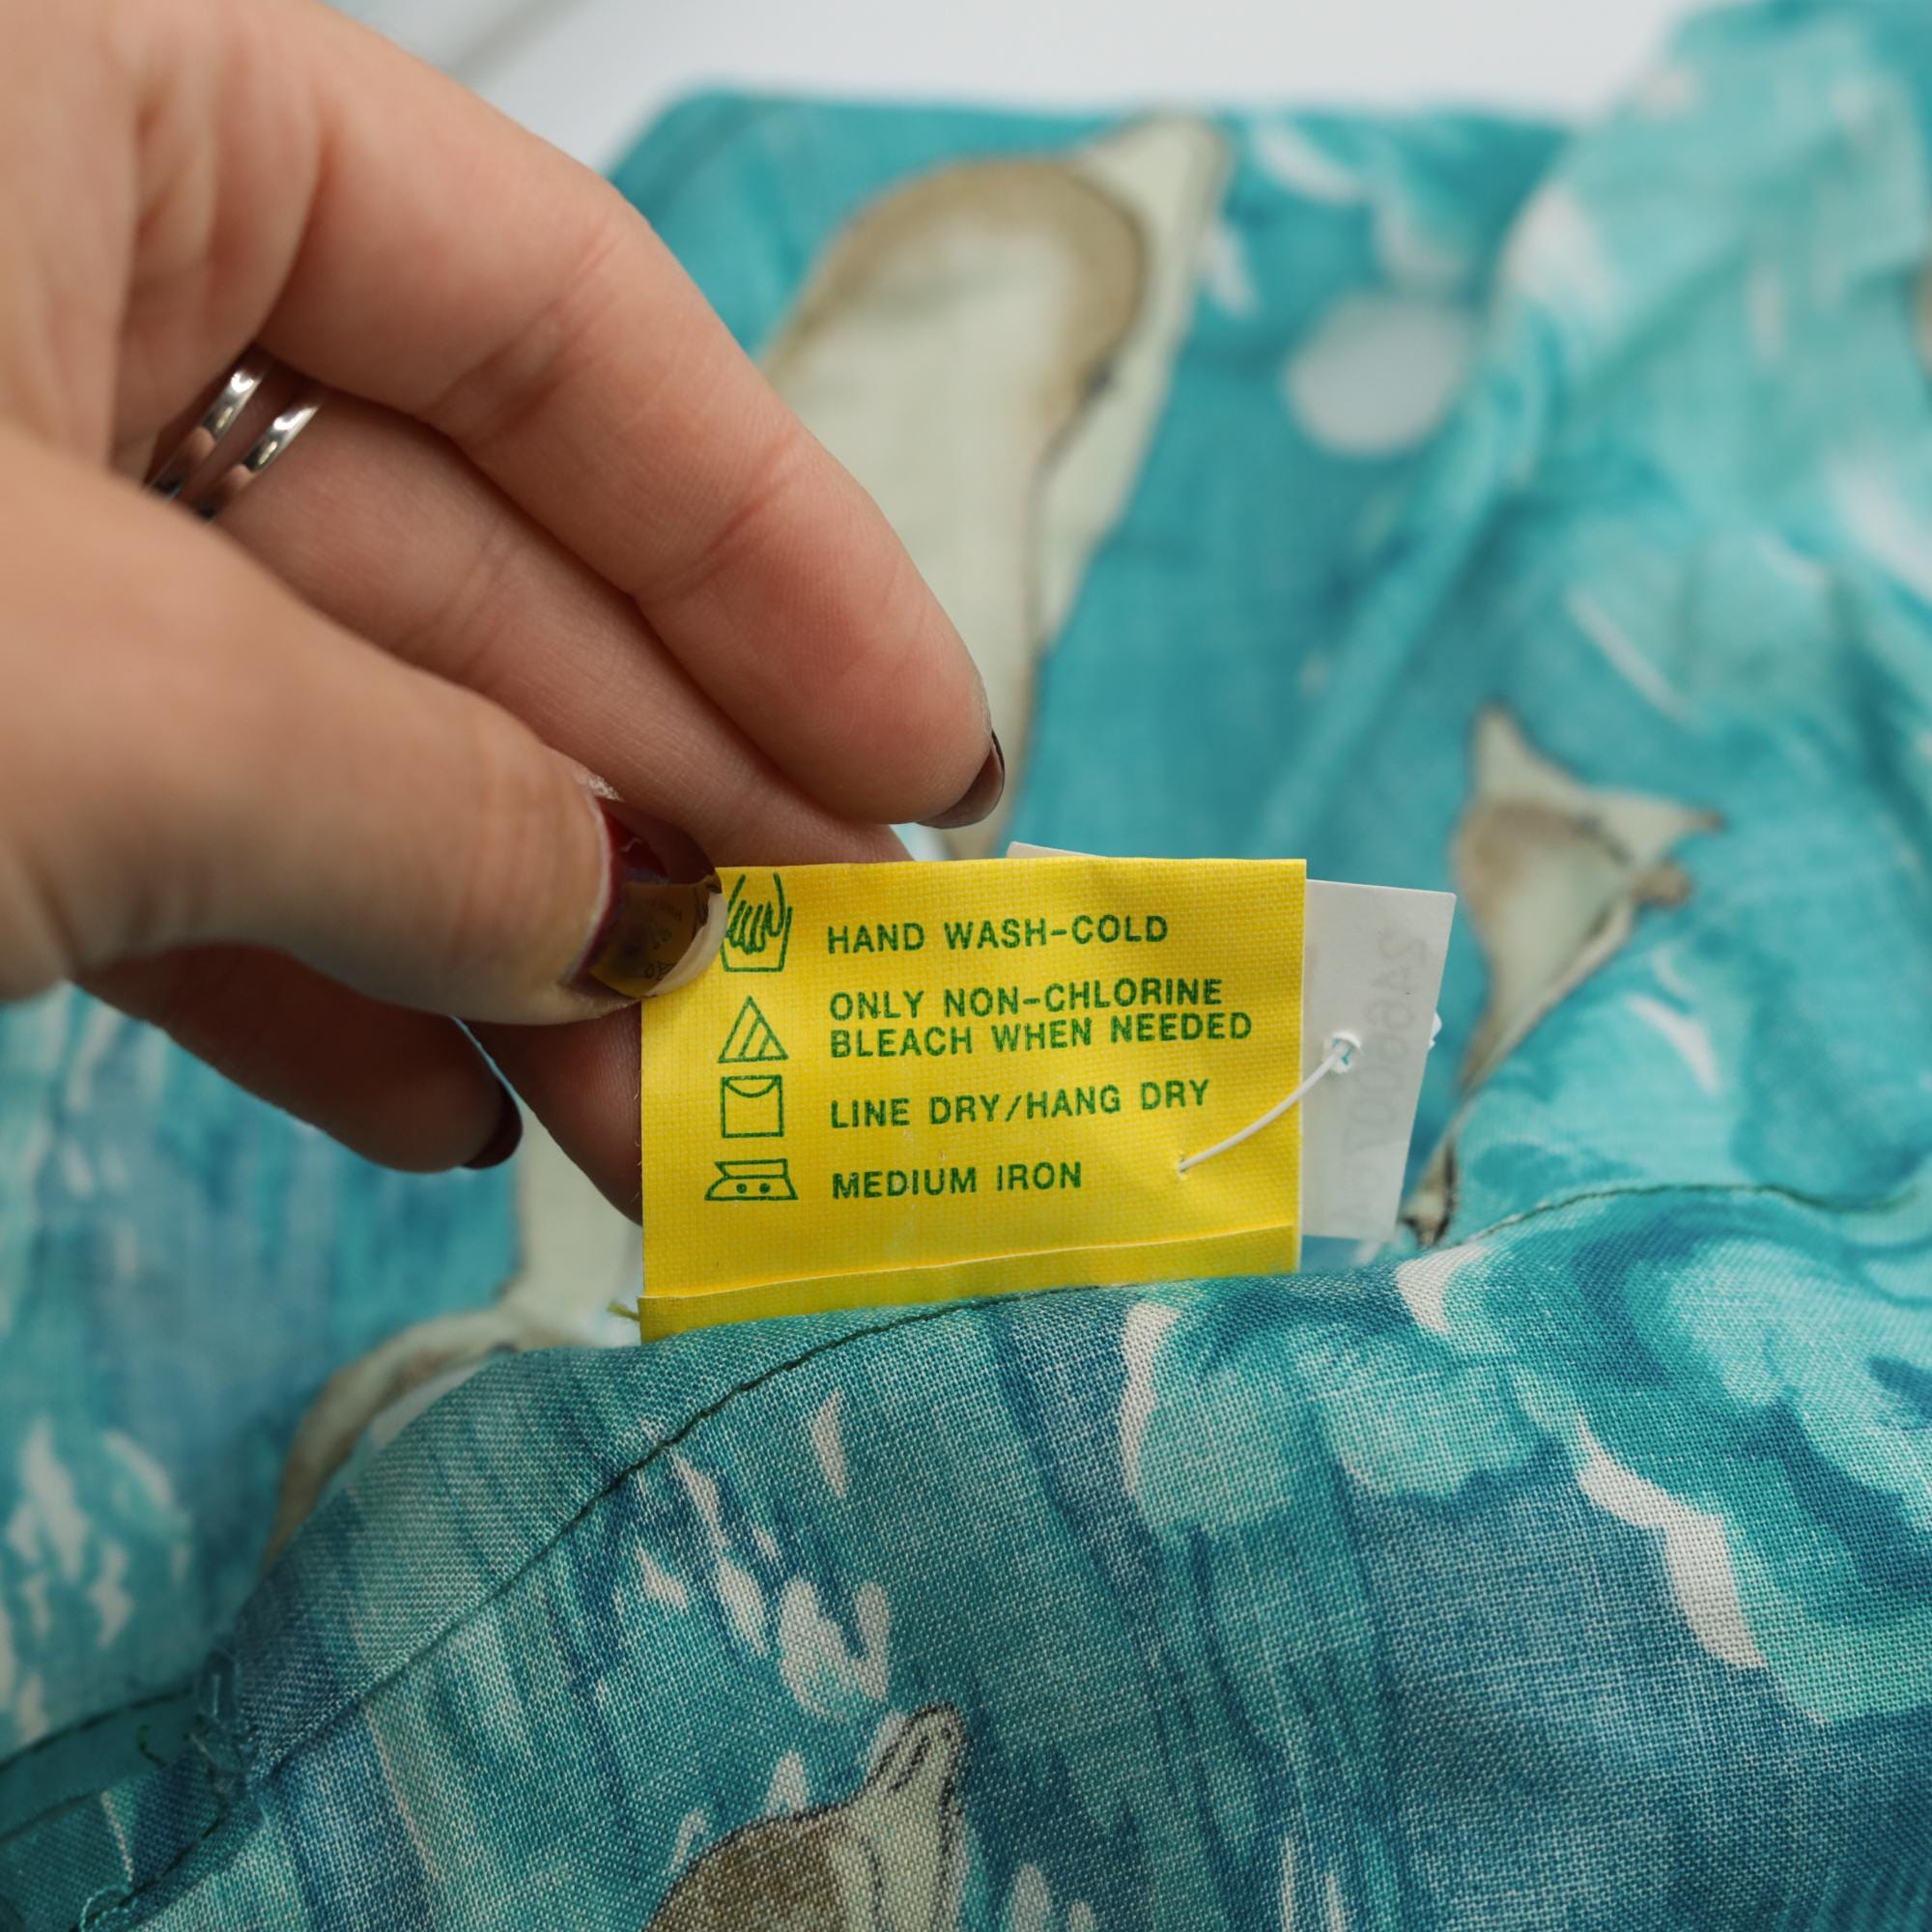 HAND WASH-COLD
ONLY NON-CHLORINE
BLEACH WHEN NEEDED
LINE DRY/HANG DRY
MEDIUM IRON